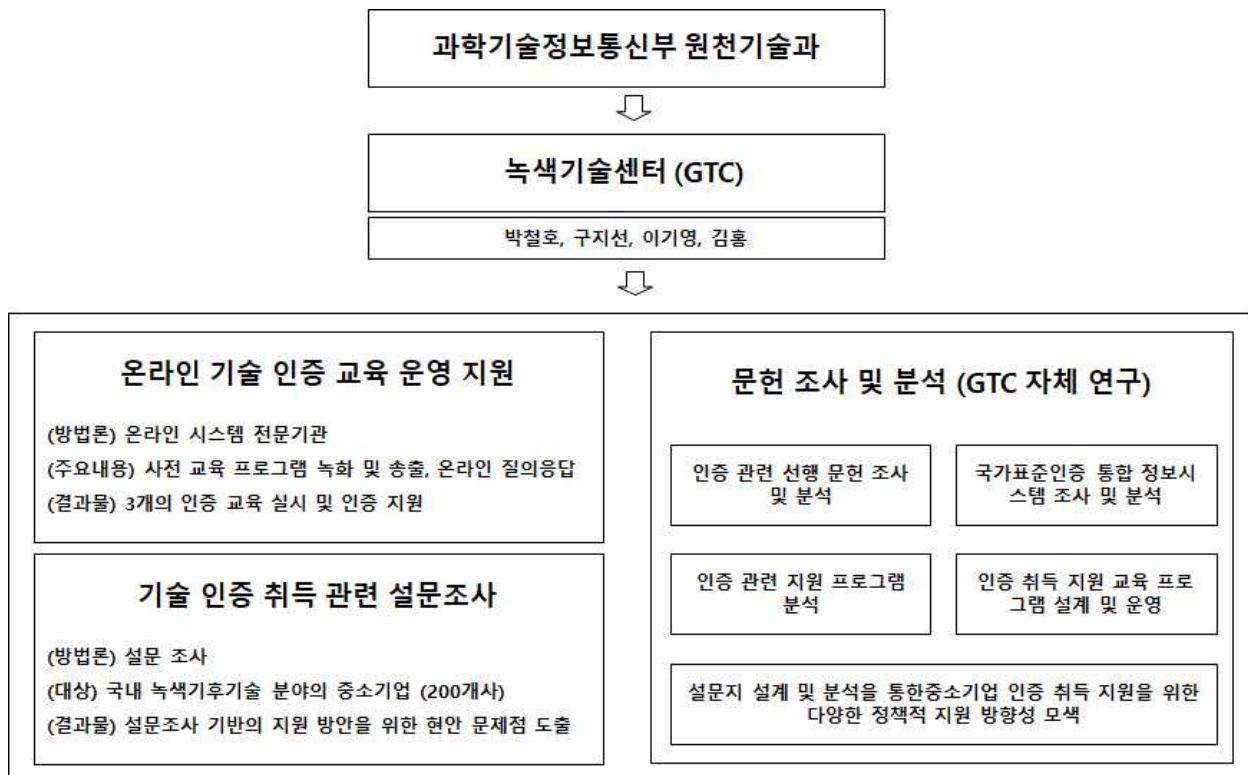 과학기술정보통신부 원천기술과
녹색기술센터 (GTC)
박철호, 구지선, 이기영, 김홍
온라인 기술 인증 교육 운영 지원
(방법론) 온라인 시스템 전문기관
(주요내용) 사전 교육 프로그램 녹화 및 송출, 온라인 질의응답
(결과물) 3개의 인증 교육 실시 및 인증 지원
기술 인증 취득 관련 설문조사
(방법론) 설문 조사
(대상) 국내 녹색기후기술 분야의 중소기업 (200개사)
(결과물) 설문조사 기반의 지원 방안을 위한 현안 문제점 도출
문헌 조사 및 분석 (GTC 자체 연구)
인증 관련 선행 문헌 조사
및 분석
국가표준인증 통합 정보시
스템 조사 및 분석
인증 관련 지원 프로그램
분석
인증 취득 지원 교육 프로
그램 설계 및 운영
설문지 설계 및 분석을 통한중소기업 인증 취득 지원을 위한
다양한 정책적 지원 방향성 모색